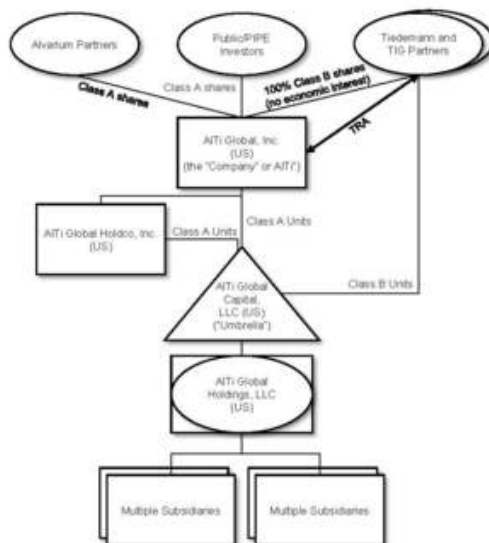 Alvarium Partners
Public/PIPE
Investors
Tiedemann and
TIG Partners
Class A shares
Class A shares
100% Class B shares
(no economic interest)
TRA
AlTi Global, Inc.
(US)
(the "Company" or AlTi")
AlTi Global Holdco, Inc.
(US)
Class A Units
Class A Units
Class B Units
AlTi Global
Capital,
LLC (US)
("Umbrella")
AlTi Global
Holdings, LLC
(US)
Multiple Subsidiaries
Multiple Subsidiaries